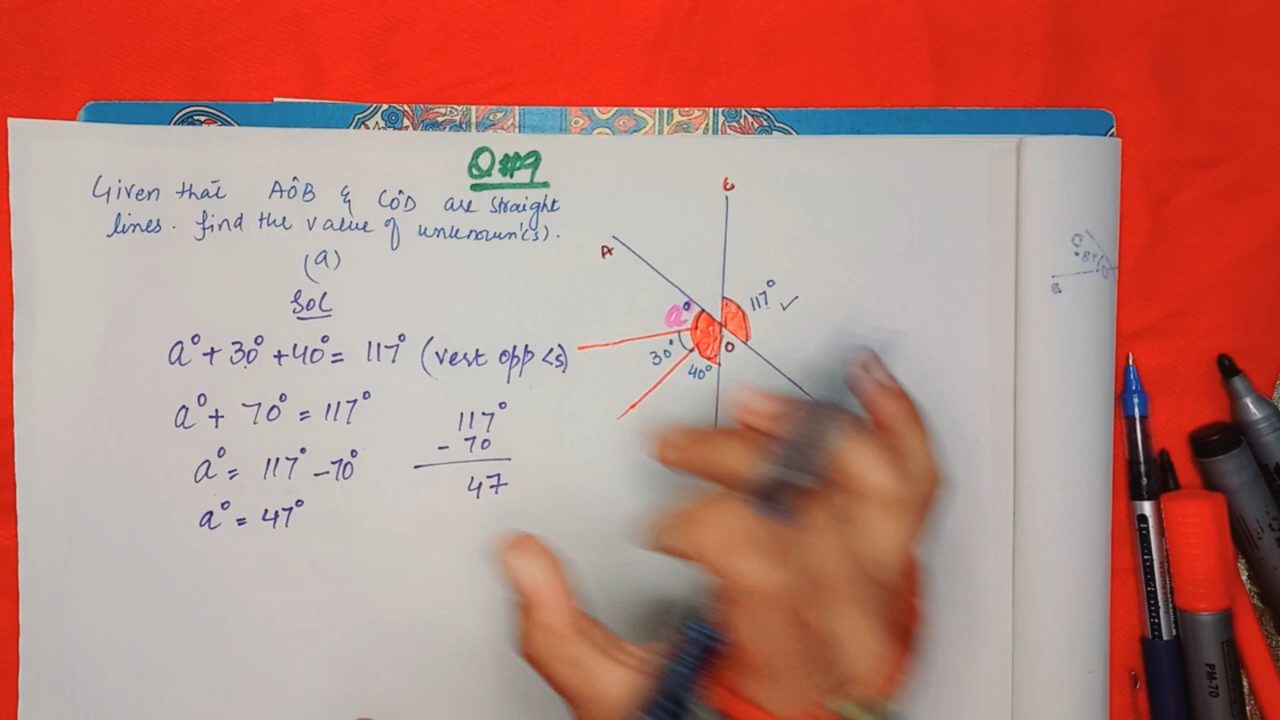 Q#9
Given that AÔB & CÔD are straight
lines. find the value of unknown(s).
(a)
Sol
a° + 30° + 40° = 117° (vert opp <s)
a° + 70° = 117°
a° = 117° - 70°
a° = 47°
117°
- 70
47
C
A
a°
117° ✓
30°
40°
O
B
PM-70